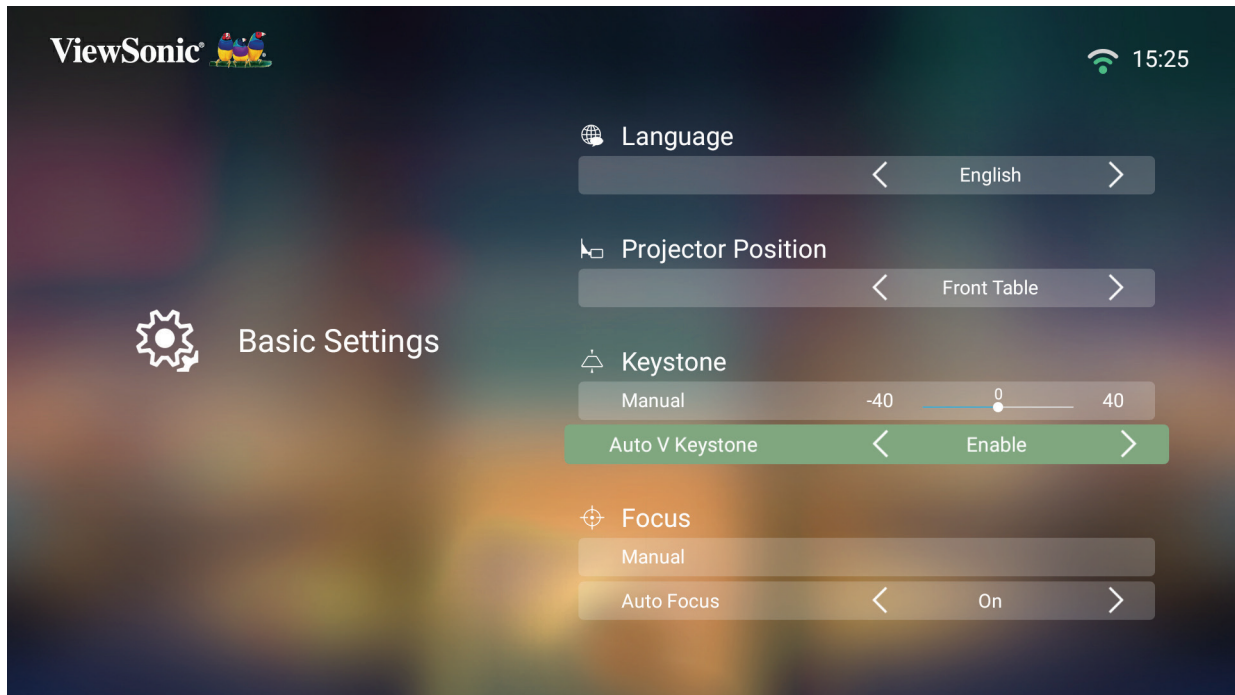 ViewSonic®
15:25
Language
English
Projector Position
Front Table
Basic Settings
Keystone
Manual -40 0 40
Auto V Keystone Enable
Focus
Manual
Auto Focus On